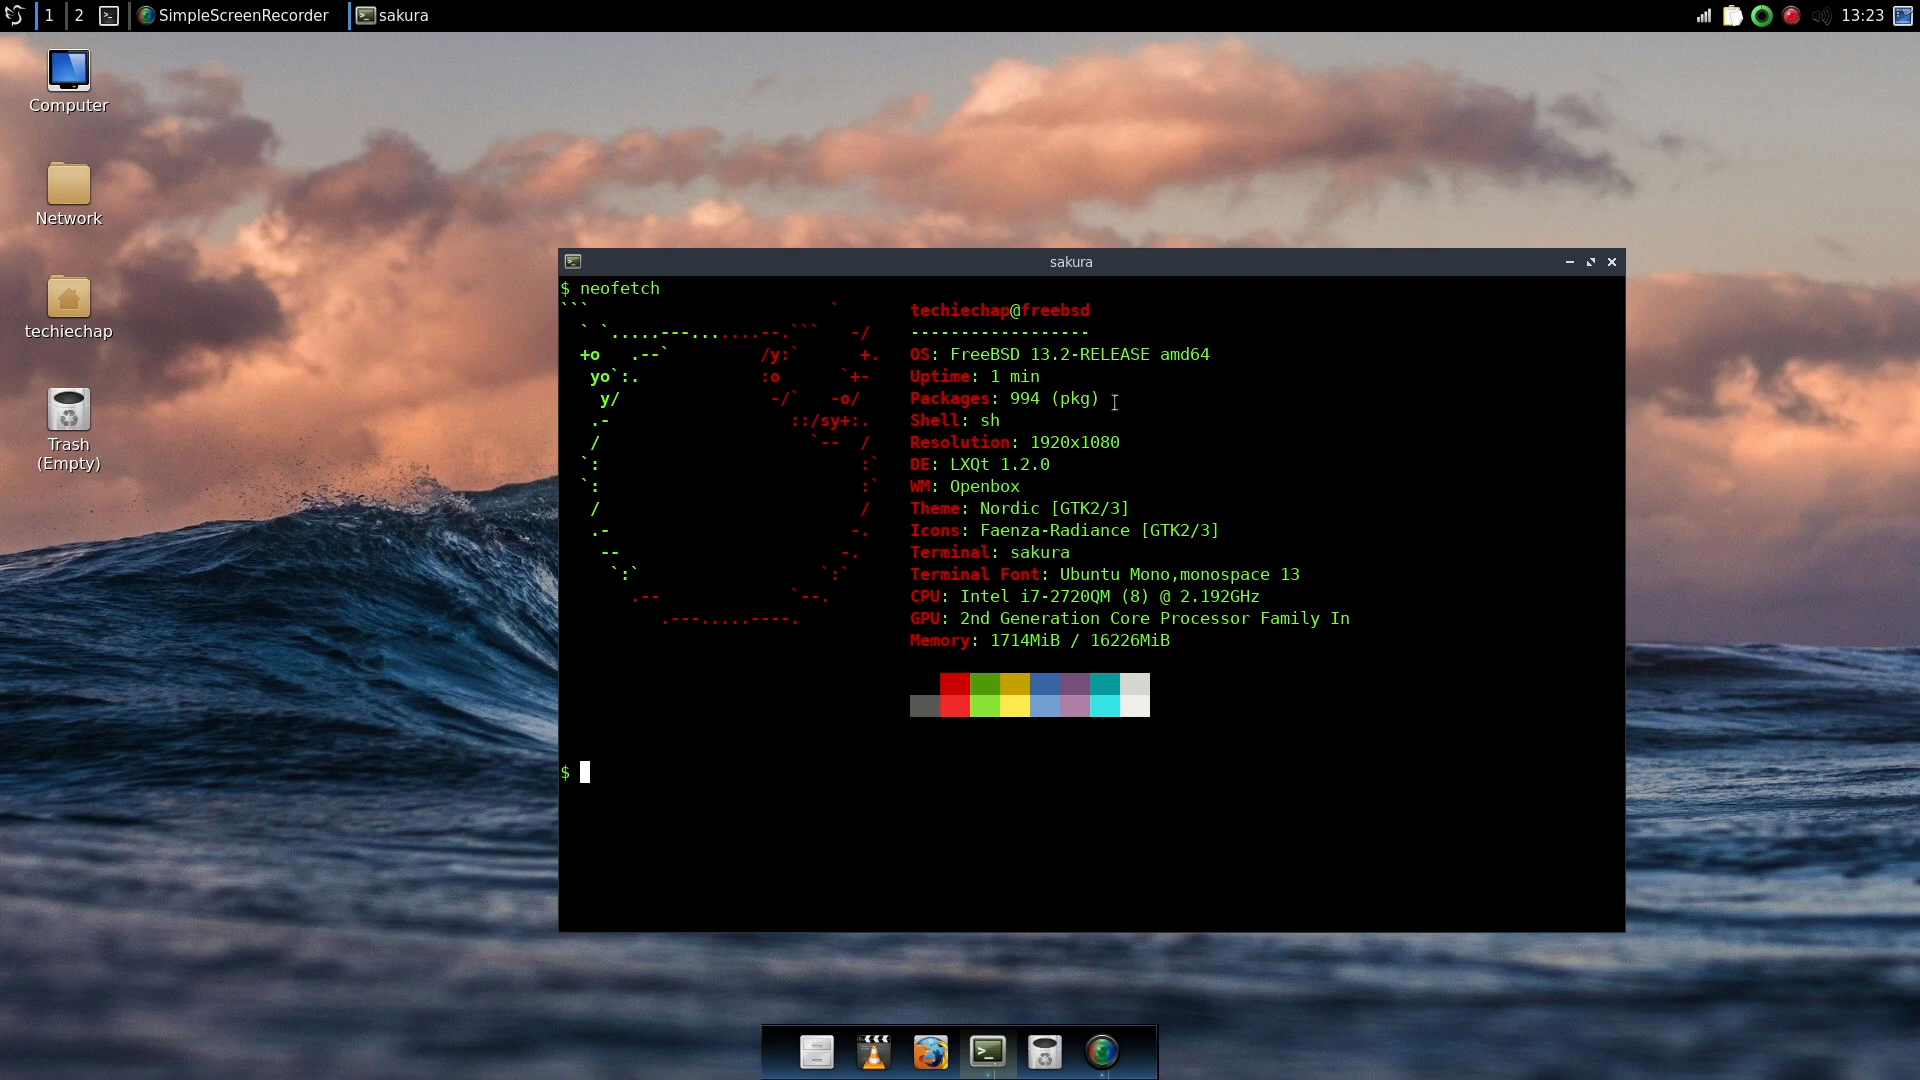 1 2 SimpleScreenRecorder sakura 13:23
Computer
Network
techiechap
Trash
(Empty)
sakura
$ neofetch
```                        `
  ` `.....---.......--.```   -/
  +o   .--`         /y:`      +.
   yo`:.            :o      `+-
    y/               -/`   -o/
   .-                  ::/sy+:.
   /                     `--  /
  `:                          :`
  `:                          :`
   /                          /
   .-                        -.
    --                      -.
     `:`                  `:`
       .--             `--.
          .---.....----.
techiechap@freebsd
------------------
OS: FreeBSD 13.2-RELEASE amd64
Uptime: 1 min
Packages: 994 (pkg)
Shell: sh
Resolution: 1920x1080
DE: LXQt 1.2.0
WM: Openbox
Theme: Nordic [GTK2/3]
Icons: Faenza-Radiance [GTK2/3]
Terminal: sakura
Terminal Font: Ubuntu Mono,monospace 13
CPU: Intel i7-2720QM (8) @ 2.192GHz
GPU: 2nd Generation Core Processor Family In
Memory: 1714MiB / 16226MiB
$